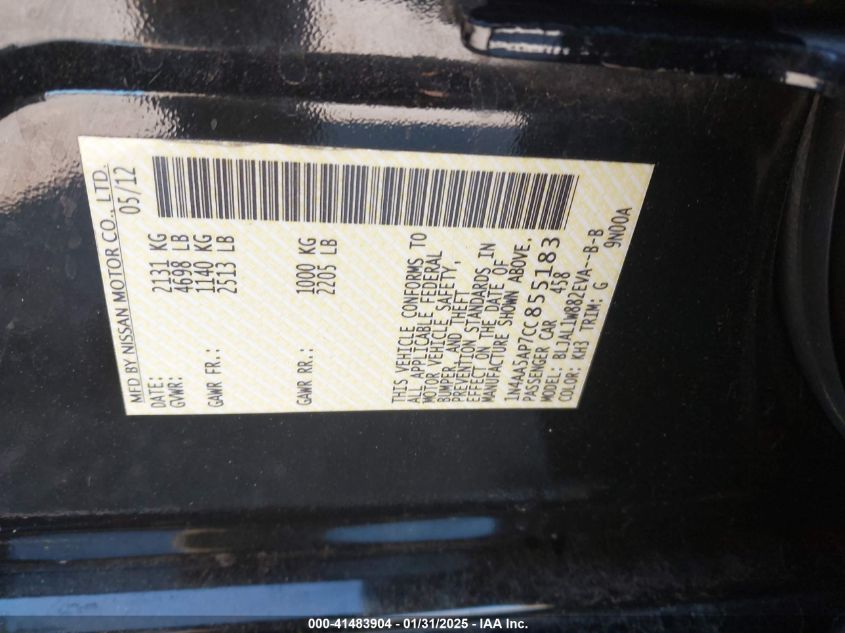 MFD BY NISSAN MOTOR CO., LTD.
DATE: 05/12
GVWR: 2131 KG
4698 LB
GAWR FR.: 1140 KG
2513 LB
GAWR RR.: 1000 KG
2205 LB
THIS VEHICLE CONFORMS TO
ALL APPLICABLE FEDERAL
MOTOR VEHICLE SAFETY,
BUMPER, AND THEFT
PREVENTION STANDARDS IN
EFFECT ON THE DATE OF
MANUFACTURE SHOWN ABOVE.
1N4AA5AP7CC855183
PASSENGER CAR 458
MODEL: BLJAL1W882EVA--B-B
COLOR: KH3 TRIM: G 9N00A
000-41483904 - 01/31/2025 - IAA Inc.